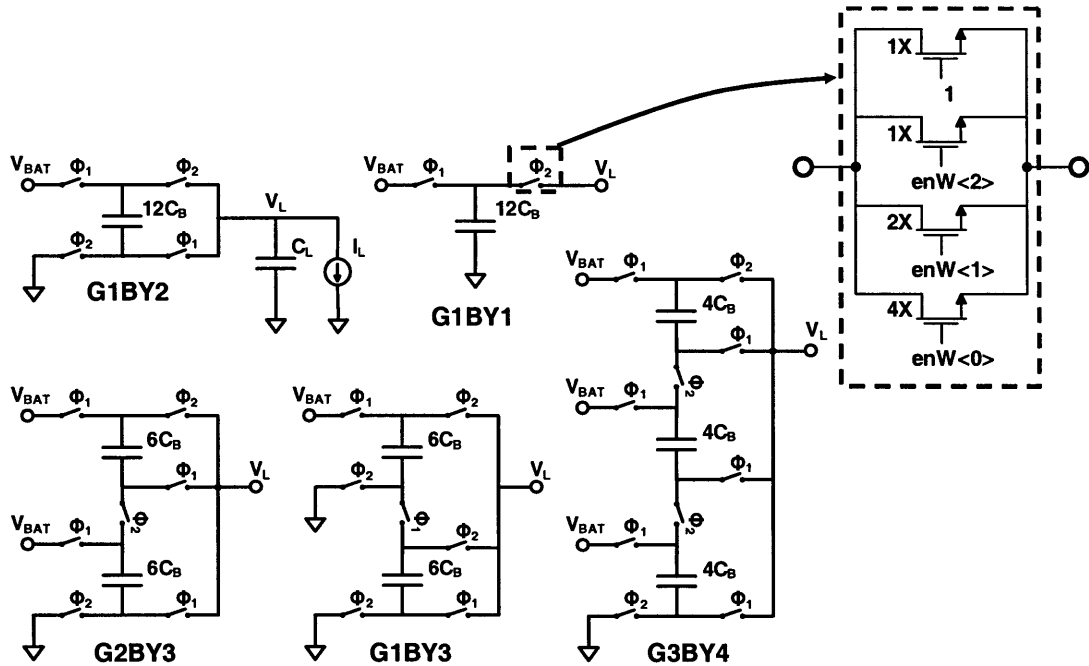 1X
1
1X
enW<2>
2X
enW<1>
4X
enW<0>
V_BAT Φ₁ Φ₂
12C_B
V_L
Φ₂ Φ₁
C_L I_L
G1BY2
V_BAT Φ₁ Φ₂ V_L
12C_B
G1BY1
V_BAT Φ₁ Φ₂
4C_B
Φ₁ V_L
Φ₂
V_BAT Φ₁
4C_B
Φ₁
Φ₂
V_BAT Φ₁
4C_B
Φ₂ Φ₁
G3BY4
V_BAT Φ₁ Φ₂
6C_B
Φ₁ V_L
Φ₂
V_BAT Φ₁
6C_B
Φ₂ Φ₁
G2BY3
V_BAT Φ₁ Φ₂
6C_B
Φ₂ V_L
Φ₁
Φ₂
6C_B
Φ₂ Φ₁
G1BY3